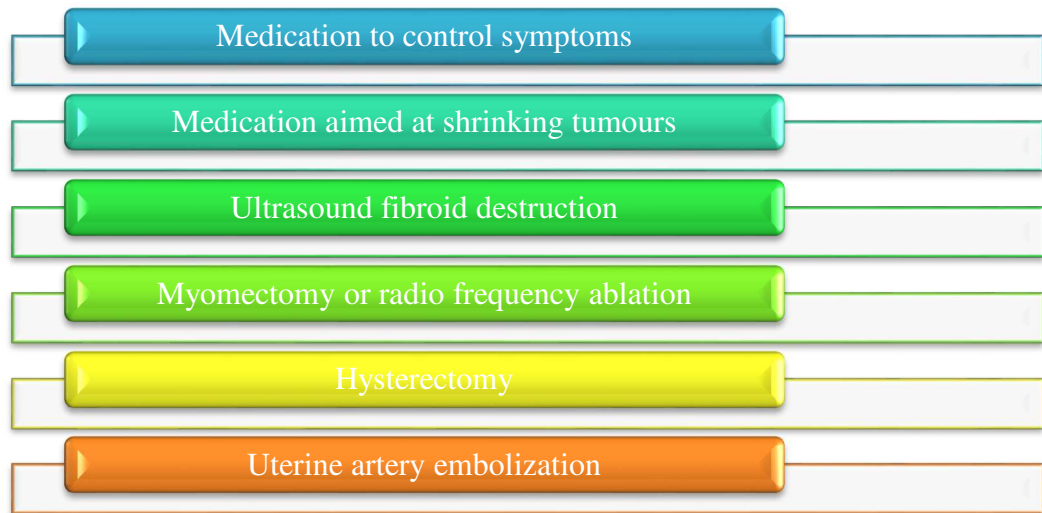 Medication to control symptoms
Medication aimed at shrinking tumours
Ultrasound fibroid destruction
Myomectomy or radio frequency ablation
Hysterectomy
Uterine artery embolization